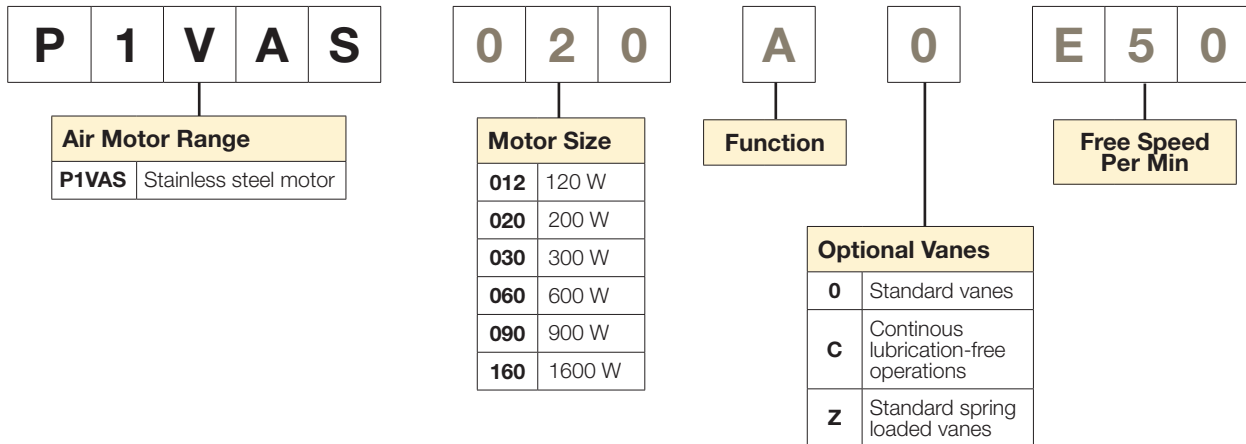 P 1 V A S 0 2 0 A 0 E 5 0
Air Motor Range
P1VAS Stainless steel motor
Motor Size
012 120 W
020 200 W
030 300 W
060 600 W
090 900 W
160 1600 W
Function
Optional Vanes
0 Standard vanes
C Continous
lubrication-free
operations
Z Standard spring
loaded vanes
Free Speed
Per Min